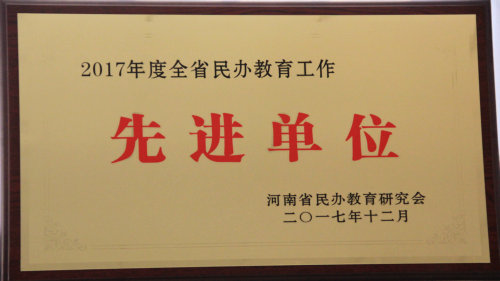 2017年度全省民办教育工作
先进单位
河南省民办教育研究会
二〇一七年十二月